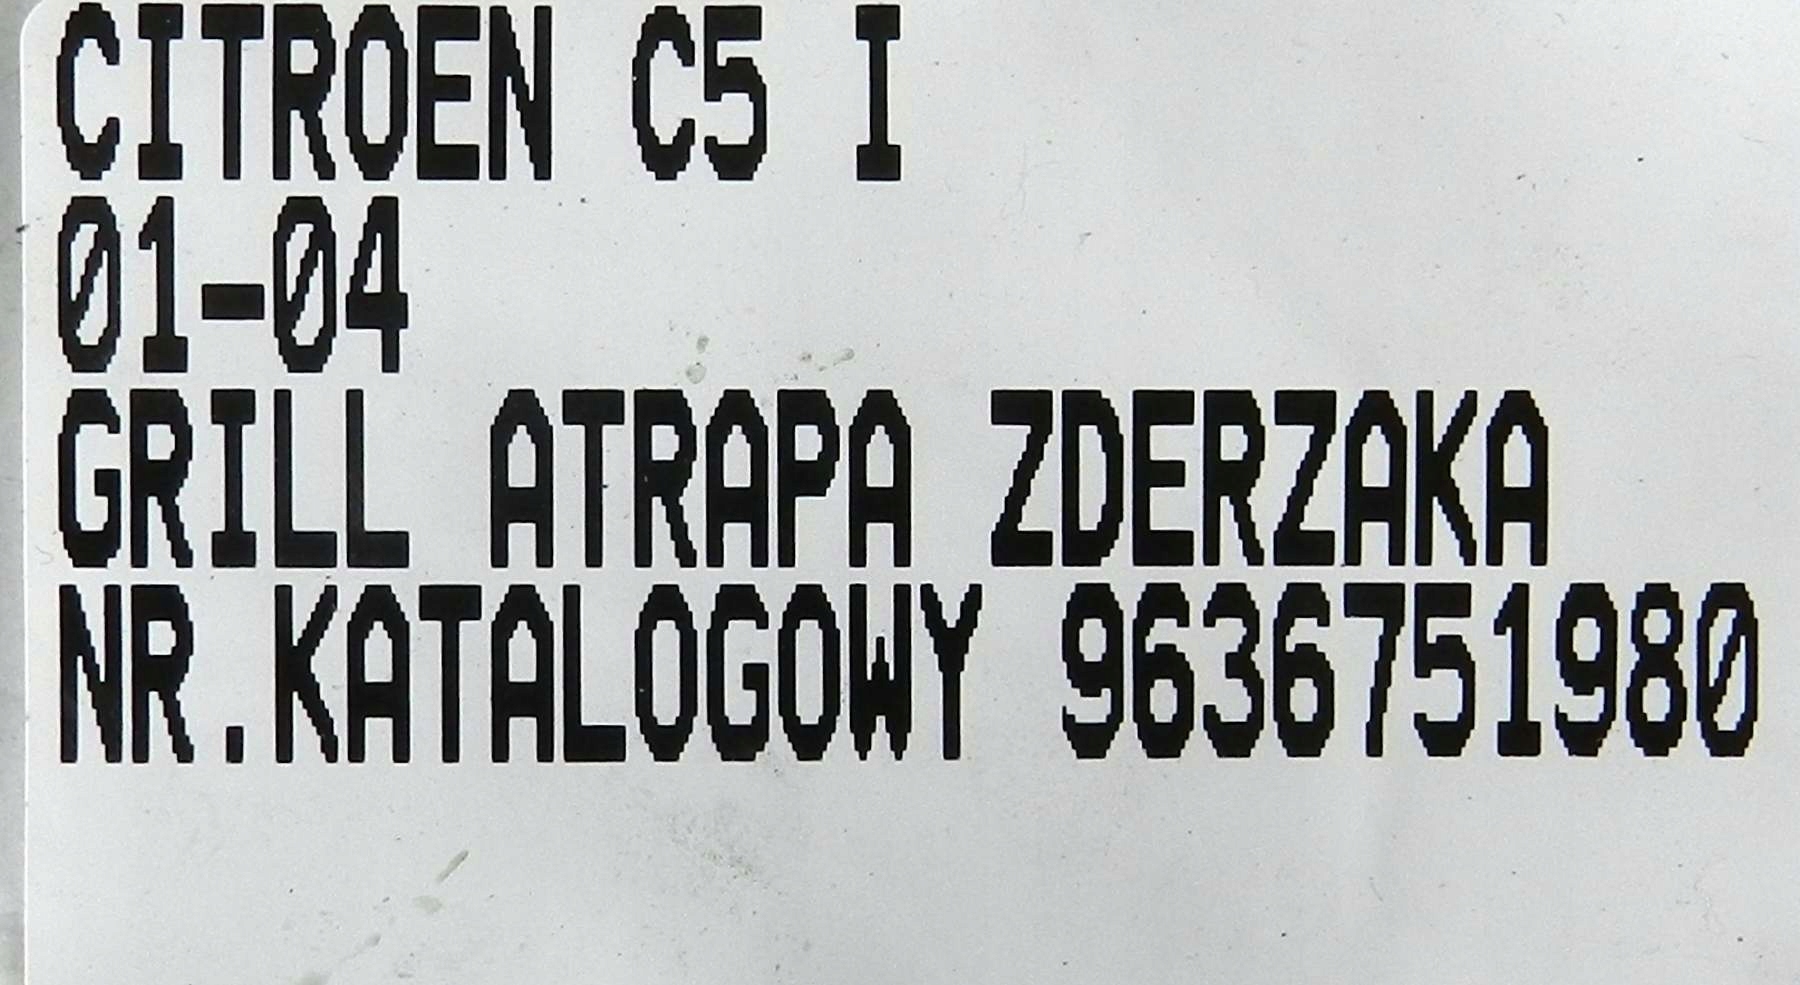 CITROEN C5 I
01-04
GRILL ATRAPA ZDERZAKA
NR.KATALOGOWY 9636751980